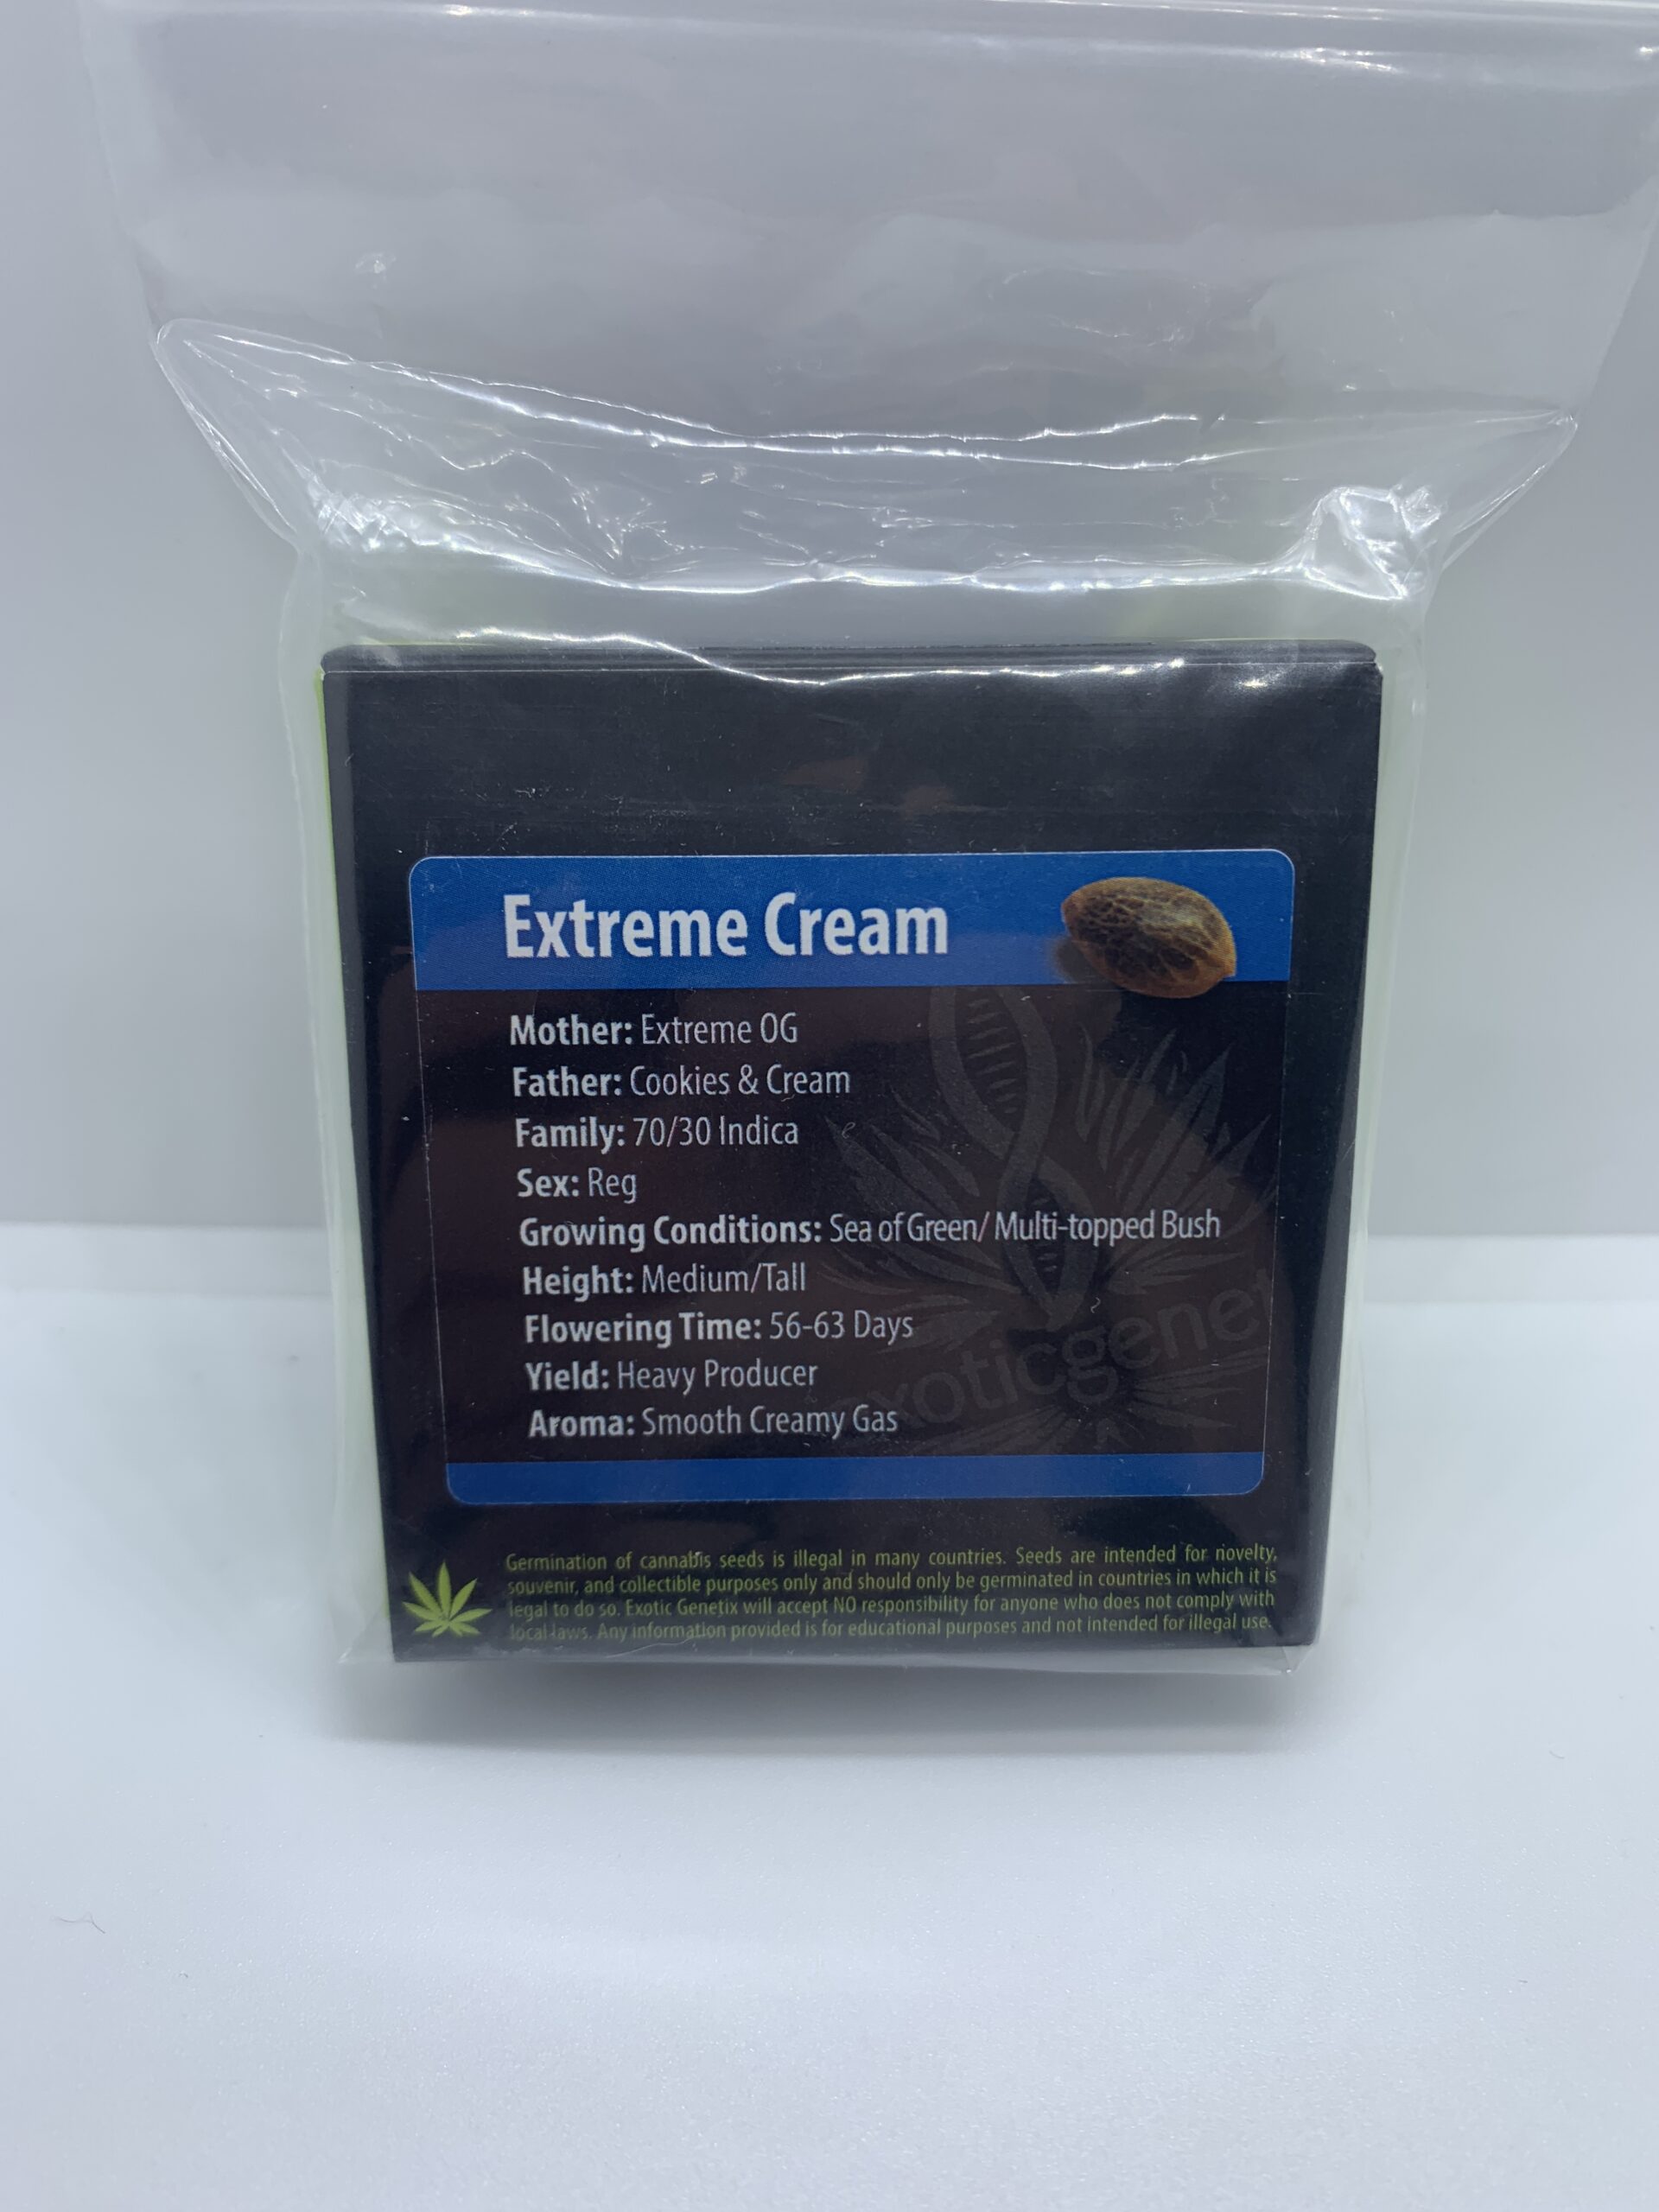 Extreme Cream
Mother: Extreme OG
Father: Cookies & Cream
Family: 70/30 Indica
Sex: Reg
Growing Conditions: Sea of Green/ Multi-topped Bush
Height: Medium/Tall
Flowering Time: 56-63 Days
Yield: Heavy Producer
Aroma: Smooth Creamy Gas
exoticgenet
Germination of cannabis seeds is illegal in many countries. Seeds are intended for novelty,
souvenir, and collectible purposes only and should only be germinated in countries in which it is
legal to do so. Exotic Genetix will accept NO responsibility for anyone who does not comply with
local laws. Any information provided is for educational purposes and not intended for illegal use.